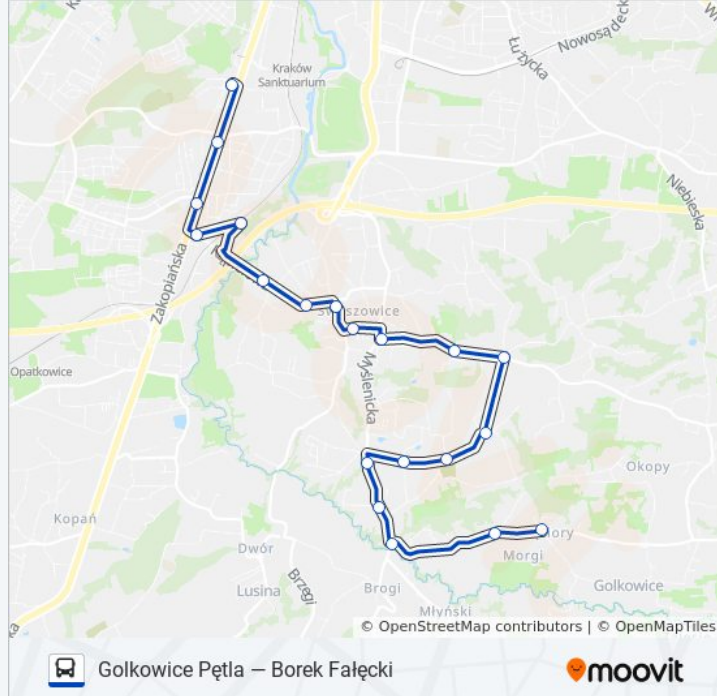 Kraków
Sanktuarium
Łużycka
Nowosądecka
Niebieska
Zakopiańska
Swoszowice
Myślenicka
Opatkowice
Okopy
Kopań
Dwór
Lusina
Brzegi
Brogi
Młyński
Morgi
Golkowice
© OpenStreetMap contributors | © OpenMapTiles
Golkowice Pętla — Borek Fałęcki
moovit